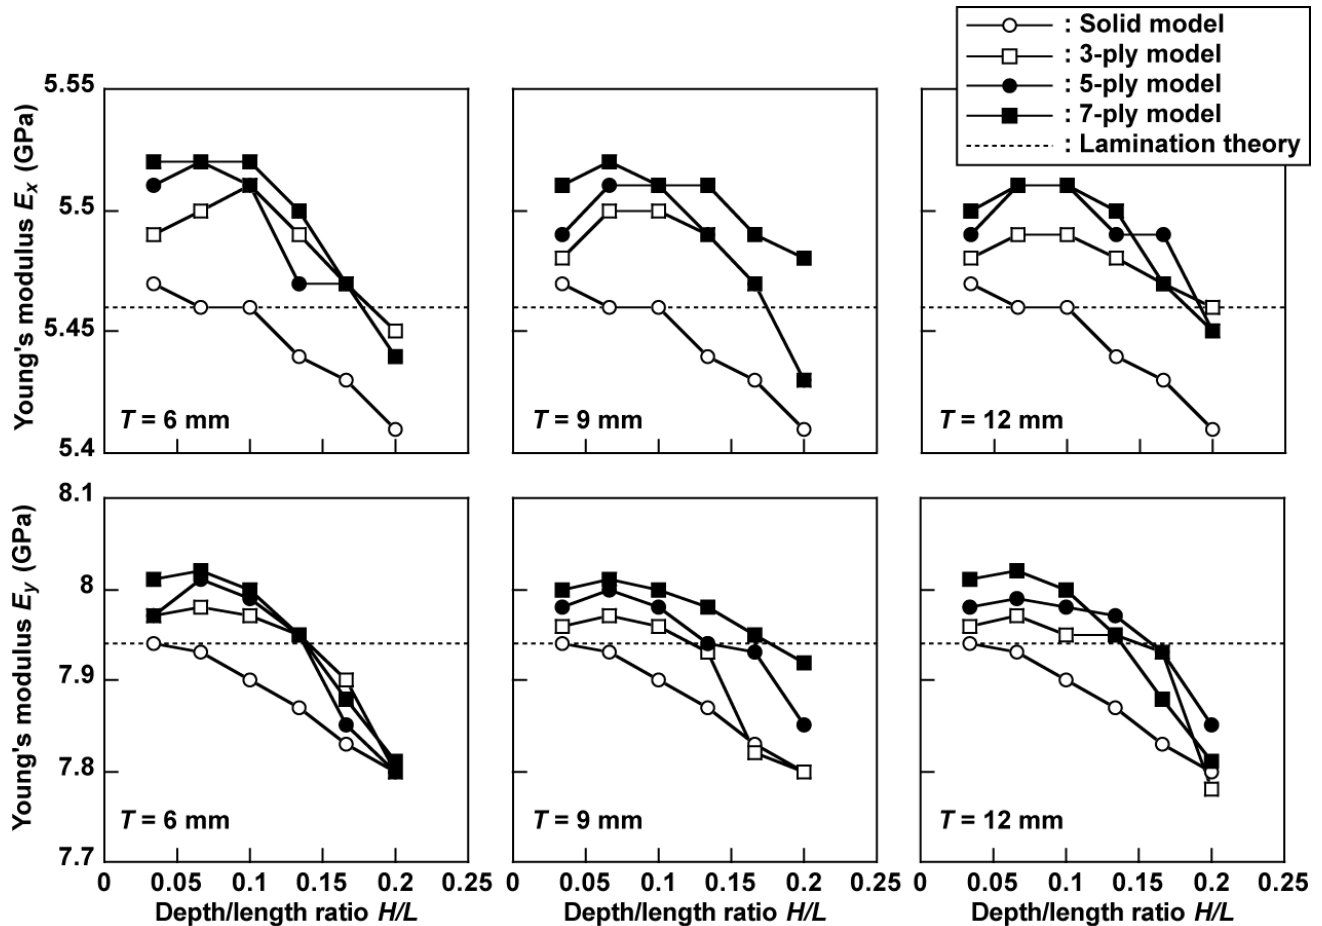 : Solid model
: 3-ply model
: 5-ply model
: 7-ply model
: Lamination theory
Young's modulus Ex (GPa)
5.55
5.5
5.45
5.4
T = 6 mm
T = 9 mm
T = 12 mm
Young's modulus Ey (GPa)
8.1
8
7.9
7.8
7.7
T = 6 mm
T = 9 mm
T = 12 mm
0 0.05 0.1 0.15 0.2 0.25
0 0.05 0.1 0.15 0.2 0.25
0 0.05 0.1 0.15 0.2 0.25
Depth/length ratio H/L
Depth/length ratio H/L
Depth/length ratio H/L